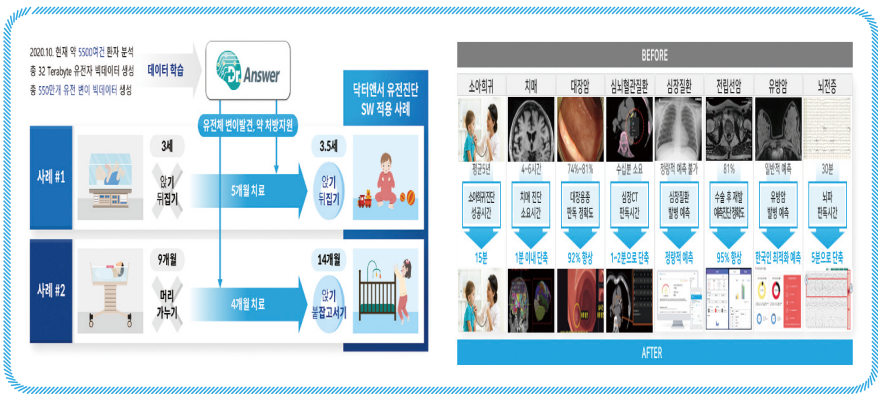 2020.10. 현재 약 5500여건 환자 분석
총 32 Terabyte 유전자 빅데이터 생성
총 550만개 유전 변이 빅데이터 생성
데이터 학습
Dr. Answer
닥터앤서 유전진단
SW 적용 사례
유전체 변이발견, 약 처방지원
사례 #1
3세
앉기
뒤집기
5개월 치료
3.5세
앉기
뒤집기
사례 #2
9개월
머리
가누기
4개월 치료
14개월
앉기
붙잡고서기
BEFORE
소아희귀
치매
대장암
심뇌혈관질환
심장질환
전립선암
유방암
뇌전증
평균5년
4~6시간
74%~81%
수십분 소요
정량적 예측 불가
81%
일반적 예측
30분
소아희귀진단
성공시간
치매 진단
소요시간
대장용종
판독 정확도
심장CT
판독시간
심장질환
발병 예측
수술 후 재발
예측진단정확도
유방암
발병 예측
뇌파
판독시간
15분
1분 이내 단축
92% 향상
1~2분으로 단축
정량적 예측
95% 향상
한국인 최적화 예측
5분으로 단축
AFTER